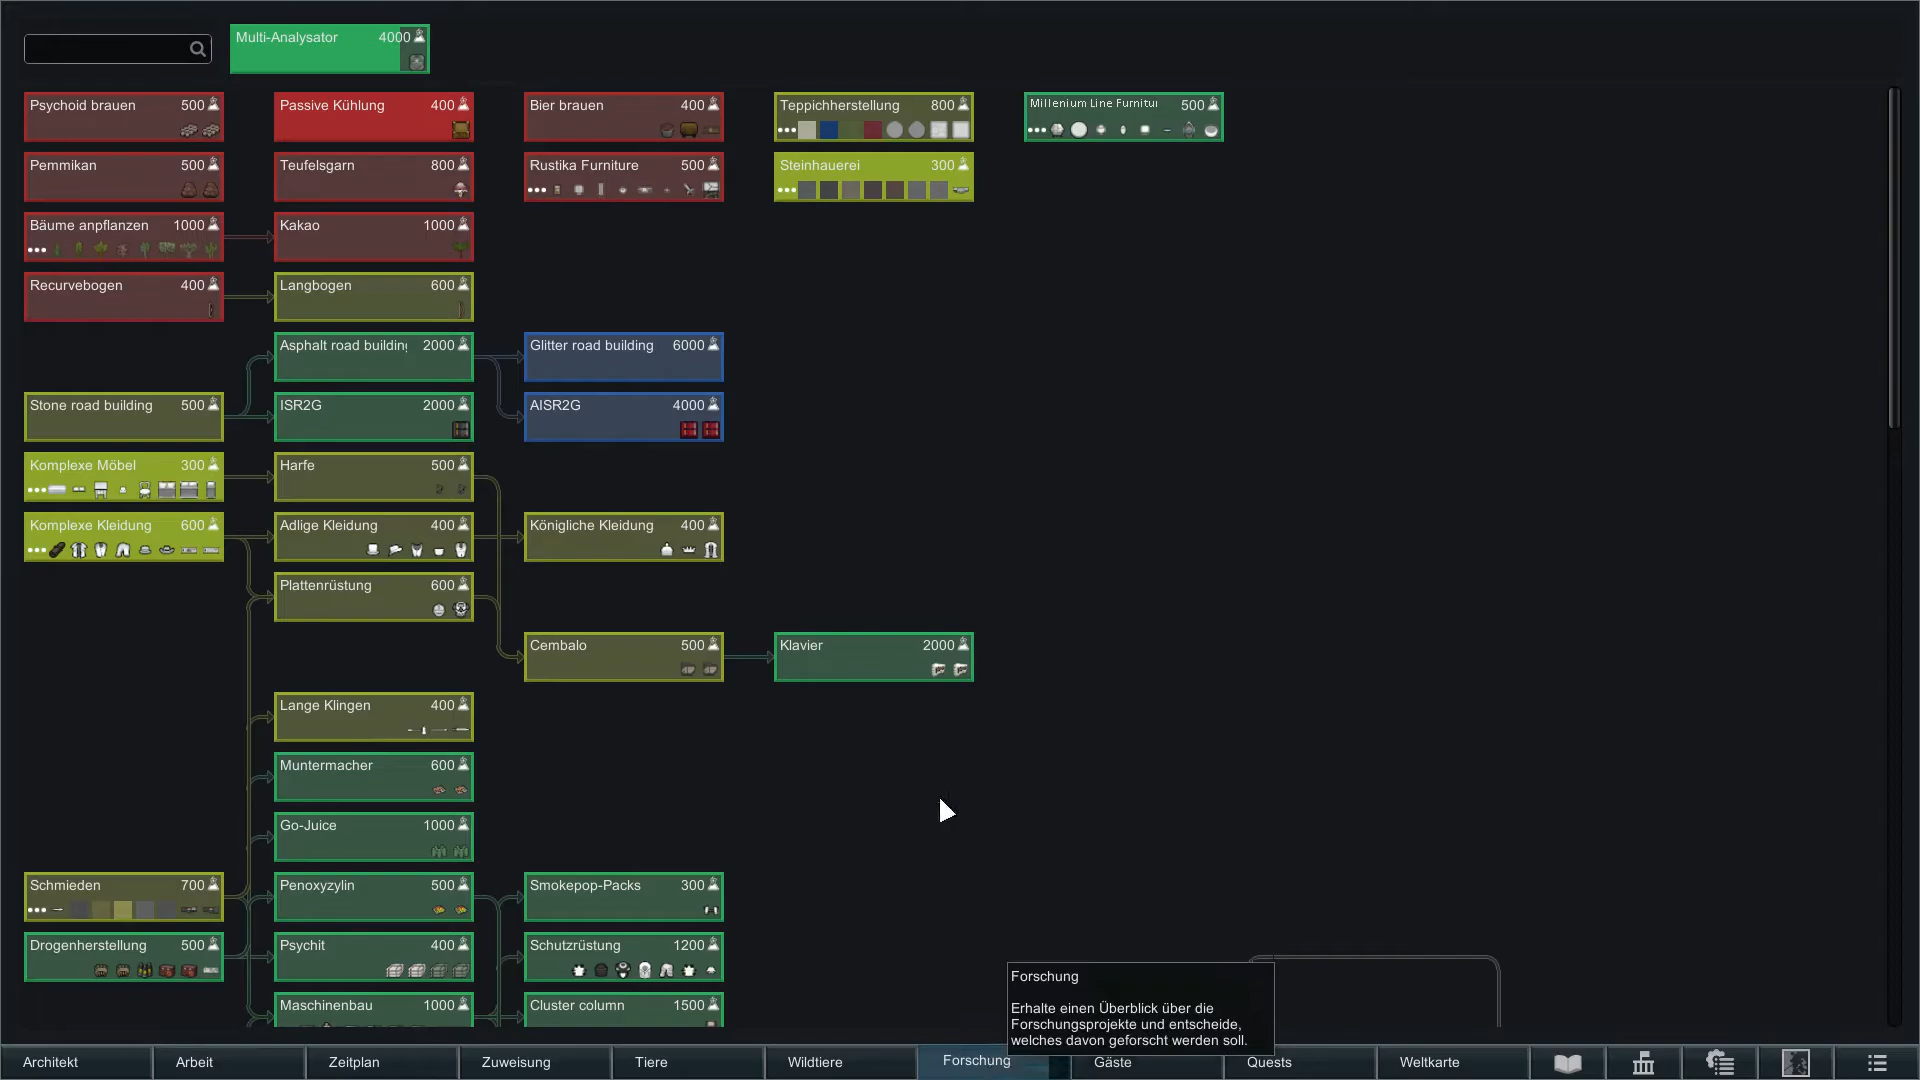 Multi-Analysator 4000
Psychoid brauen 500
Passive Kühlung 400
Bier brauen 400
Teppichherstellung 800
Millenium Line Furnitur 500
Pemmikan 500
Teufelsgarn 800
Rustika Furniture 500
Steinhauerei 300
Bäume anpflanzen 1000
Kakao 1000
Recurvebogen 400
Langbogen 600
Asphalt road building 2000
Glitter road building 6000
Stone road building 500
ISR2G 2000
AISR2G 4000
Komplexe Möbel 300
Harfe 500
Komplexe Kleidung 600
Adlige Kleidung 400
Königliche Kleidung 400
Plattenrüstung 600
Cembalo 500
Klavier 2000
Lange Klingen 400
Muntermacher 600
Go-Juice 1000
Schmieden 700
Penoxyzylin 500
Smokepop-Packs 300
Drogenherstellung 500
Psychit 400
Schutzrüstung 1200
Maschinenbau 1000
Cluster column 1500
Forschung
Erhalte einen Überblick über die
Forschungsprojekte und entscheide,
welches davon geforscht werden soll.
Architekt
Arbeit
Zeitplan
Zuweisung
Tiere
Wildtiere
Forschung
Gäste
Quests
Weltkarte